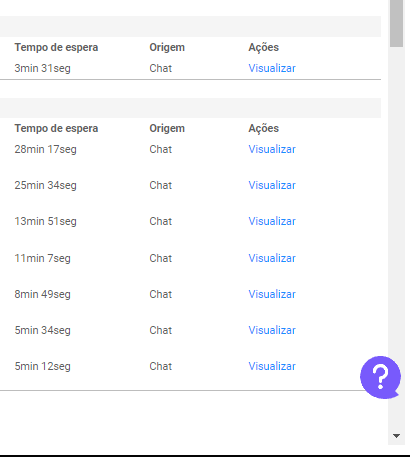 Tempo de espera Origem Ações
3min 31seg Chat Visualizar
Tempo de espera Origem Ações
28min 17seg Chat Visualizar
25min 34seg Chat Visualizar
13min 51seg Chat Visualizar
11min 7seg Chat Visualizar
8min 49seg Chat Visualizar
5min 34seg Chat Visualizar
5min 12seg Chat Visualizar
?